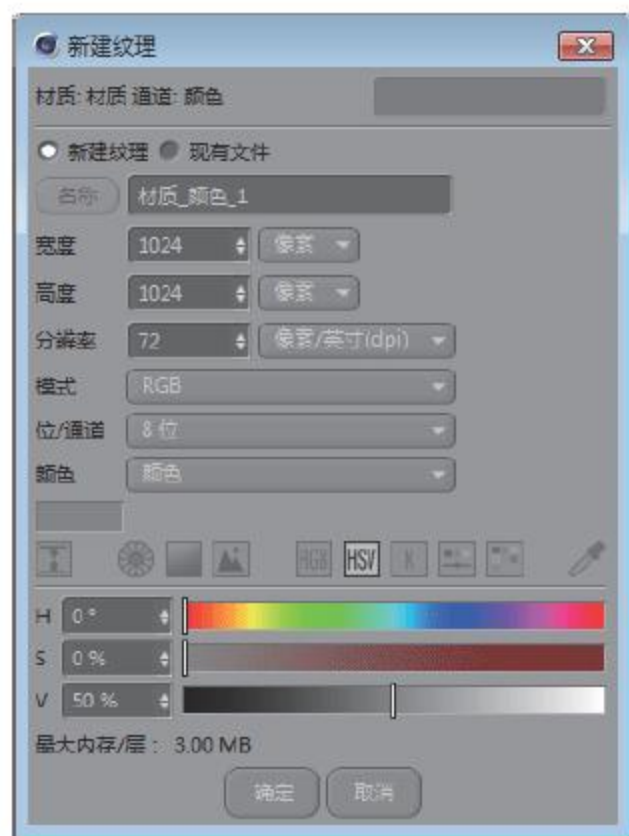 新建纹理
材质: 材质 通道: 颜色
新建纹理 现有文件
名称 材质_颜色_1
宽度 1024 像素
高度 1024 像素
分辨率 72 像素/英寸(dpi)
模式 RGB
位/通道 8 位
颜色 颜色
RGB HSV K
H 0 °
S 0 %
V 50 %
最大内存/层 : 3.00 MB
确定 取消